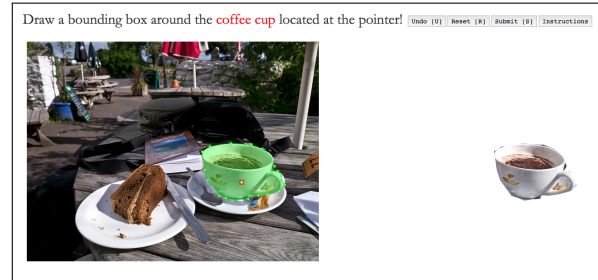 Draw a bounding box around the coffee cup located at the pointer! Undo [U] Reset [R] Submit [S] Instructions